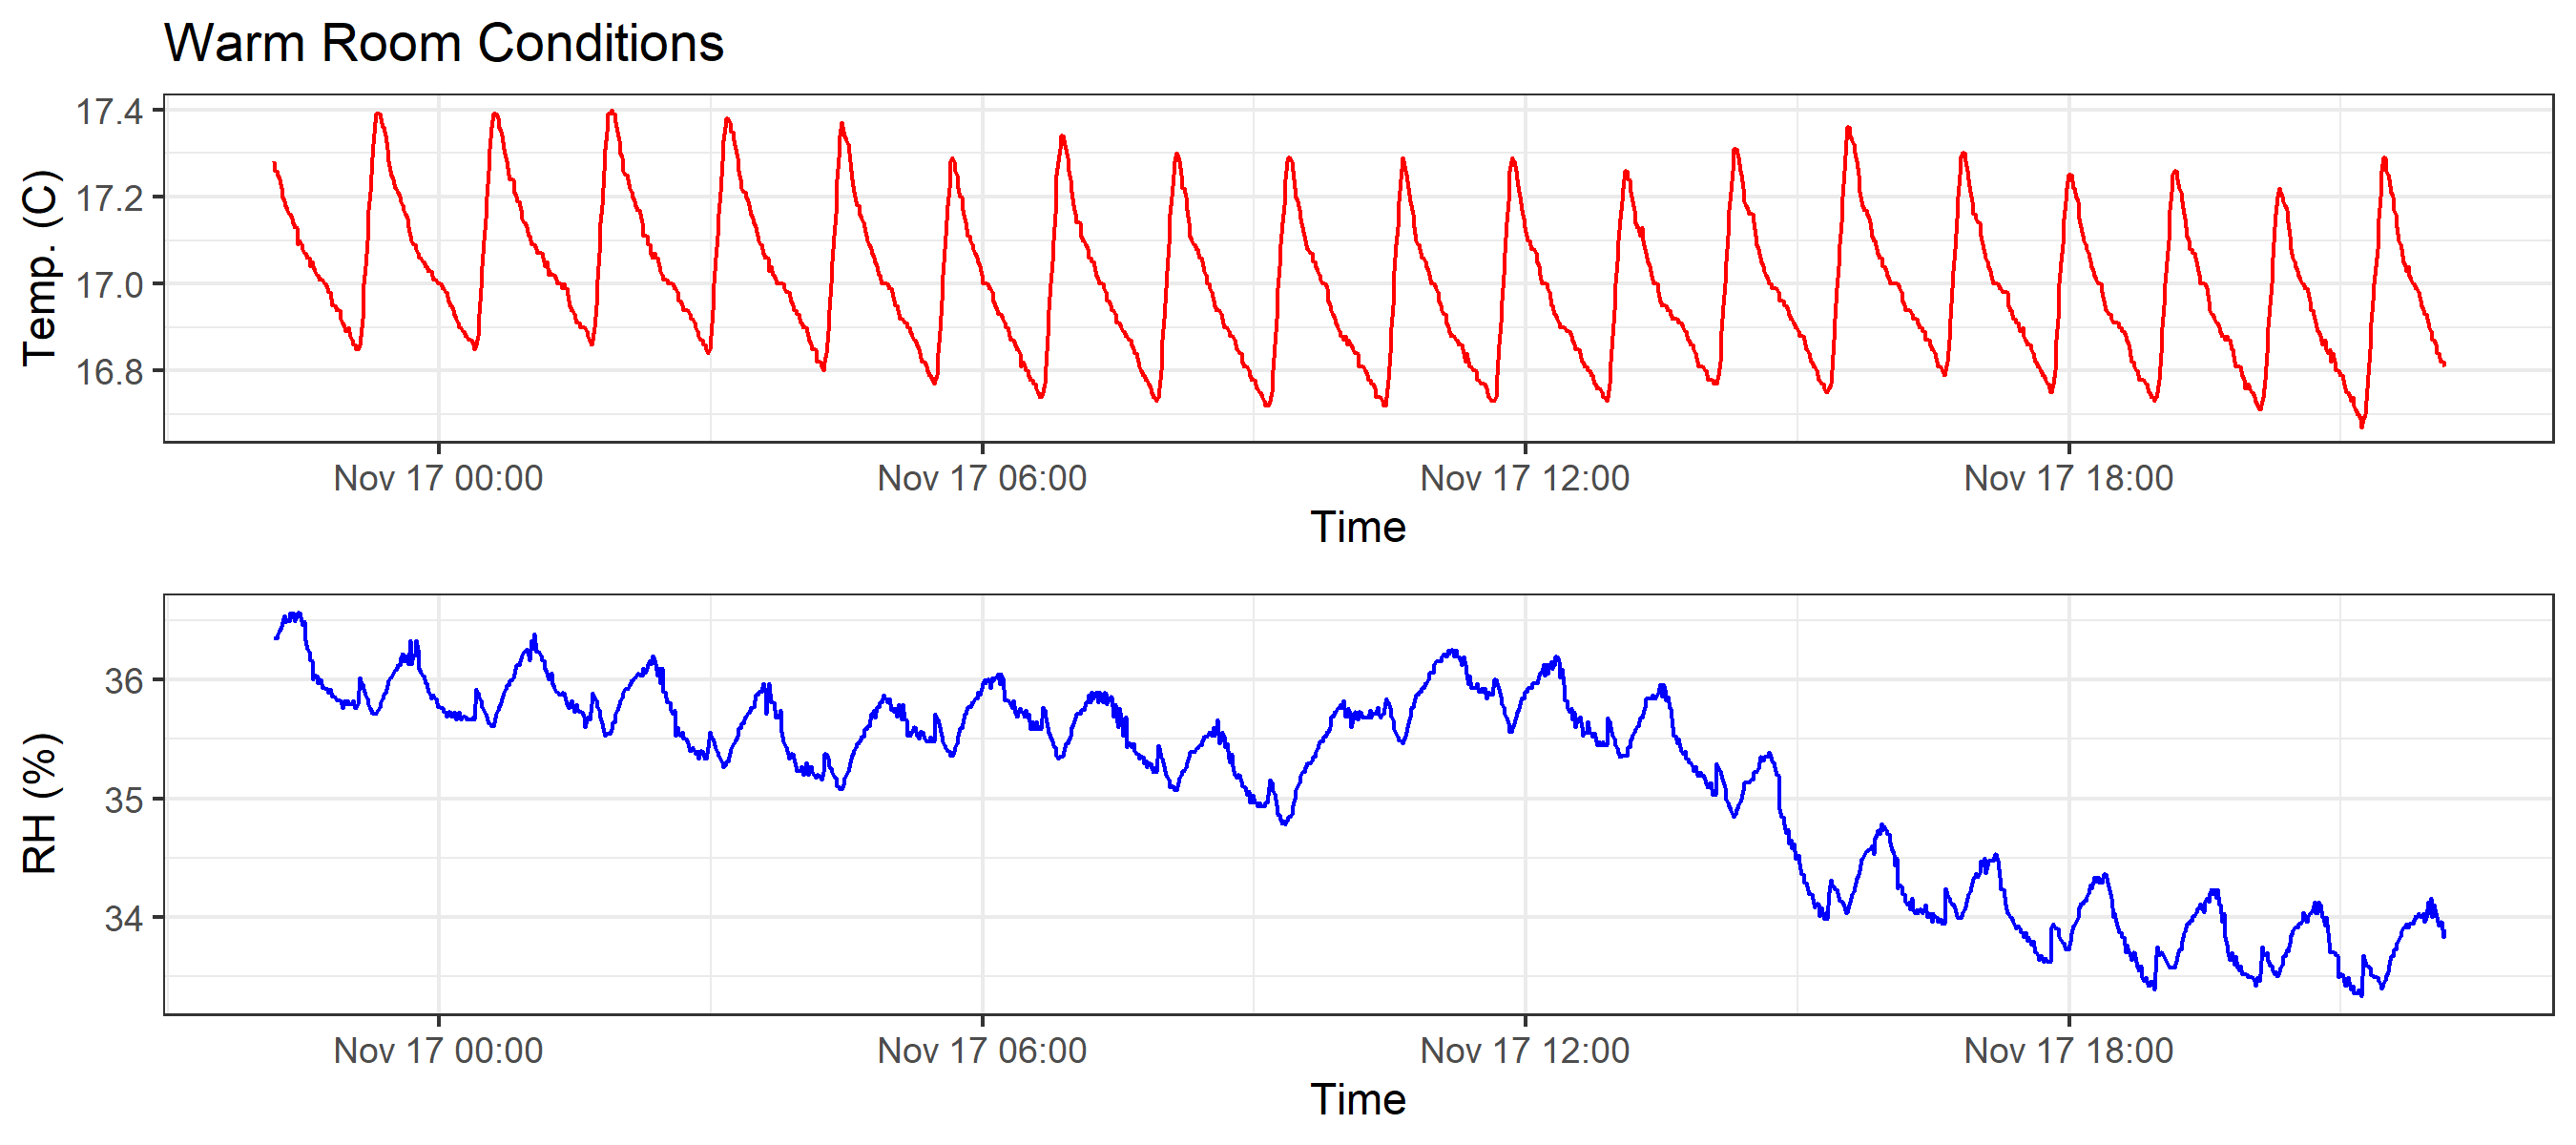 Warm Room Conditions
17.4
17.2
17.0
16.8
Temp. (C)
Nov 17 00:00 Nov 17 06:00 Nov 17 12:00 Nov 17 18:00
Time
36
35
34
RH (%)
Nov 17 00:00 Nov 17 06:00 Nov 17 12:00 Nov 17 18:00
Time